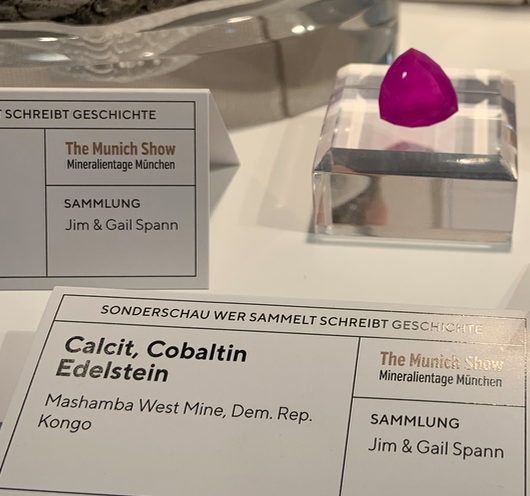 T SCHREIBT GESCHICHTE
The Munich Show
Mineralientage München
SAMMLUNG
Jim & Gail Spann
SONDERSCHAU WER SAMMELT SCHREIBT GESCHICHTE
Calcit, Cobaltin
Edelstein
Mashamba West Mine, Dem. Rep.
Kongo
The Munich Show
Mineralientage München
SAMMLUNG
Jim & Gail Spann